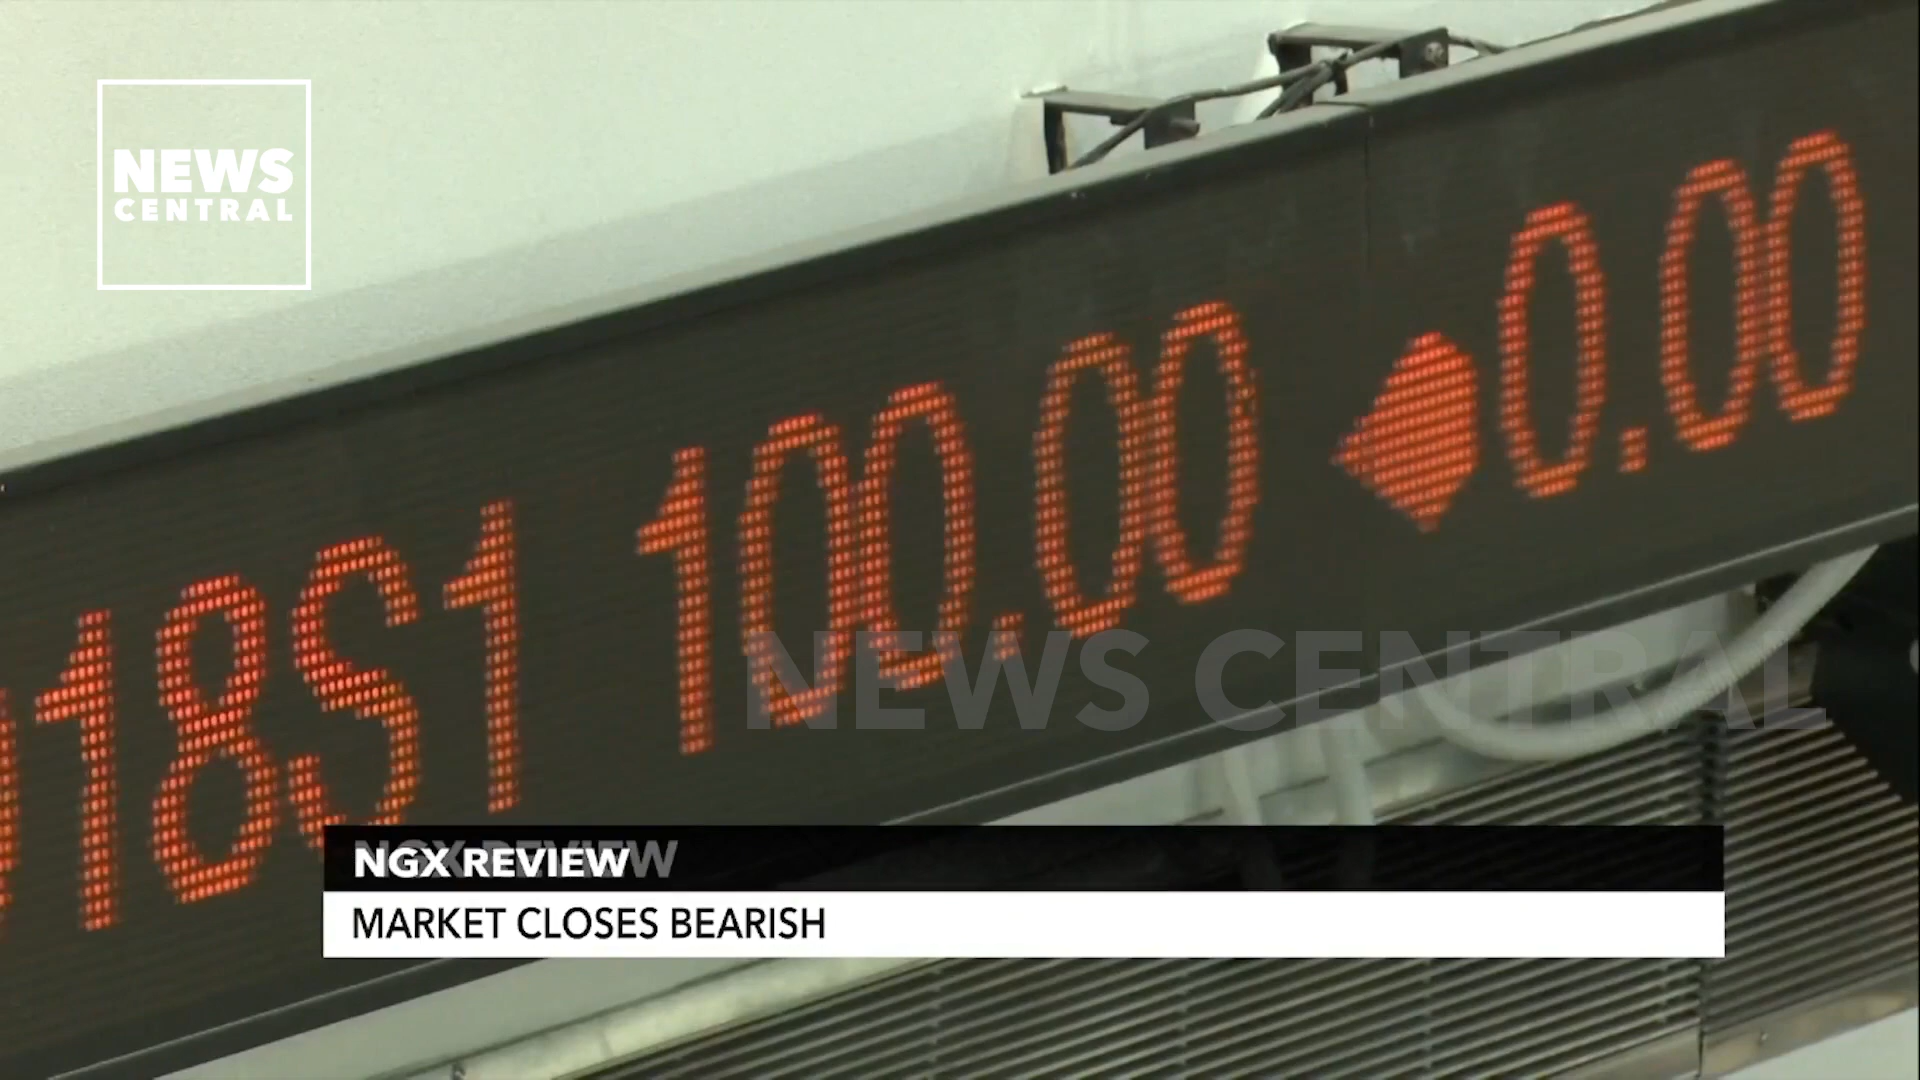 NEWS
CENTRAL
18S1 100.00 0.00
NEWS CENTRAL
NGX REVIEW
MARKET CLOSES BEARISH